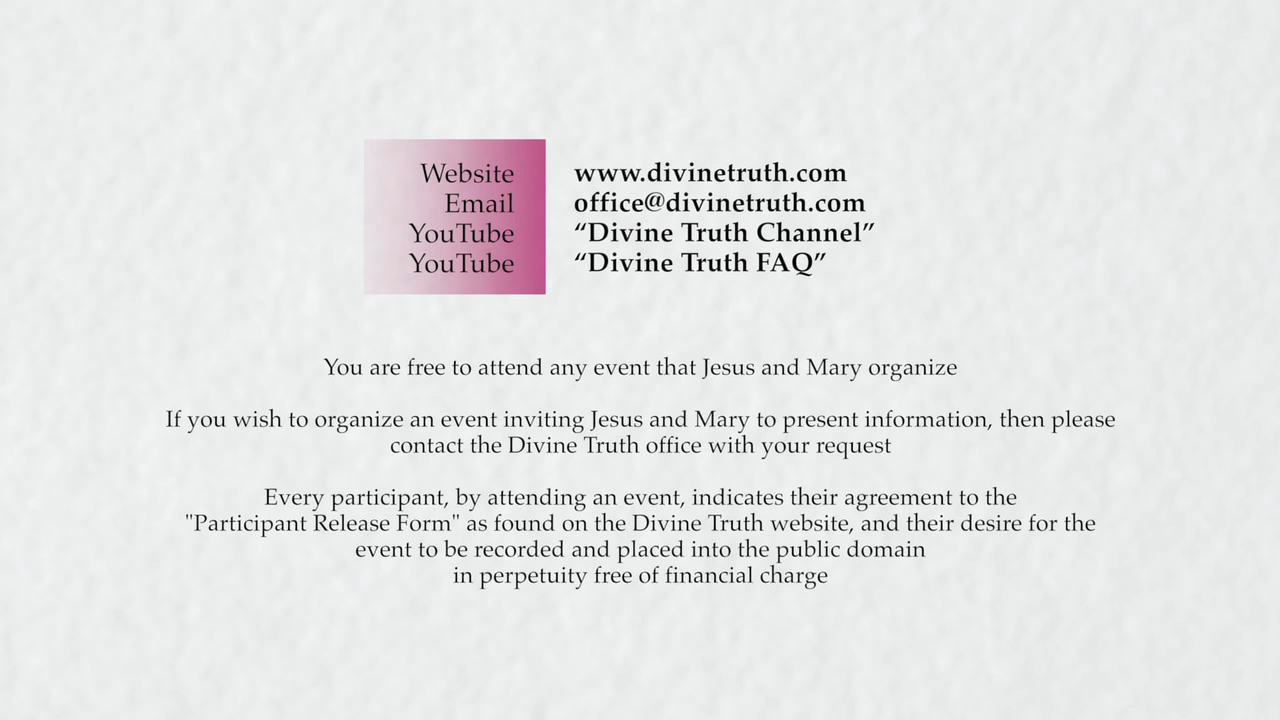 Website www.divinetruth.com
Email office@divinetruth.com
YouTube “Divine Truth Channel”
YouTube “Divine Truth FAQ”
You are free to attend any event that Jesus and Mary organize
If you wish to organize an event inviting Jesus and Mary to present information, then please
contact the Divine Truth office with your request
Every participant, by attending an event, indicates their agreement to the
"Participant Release Form" as found on the Divine Truth website, and their desire for the
event to be recorded and placed into the public domain
in perpetuity free of financial charge